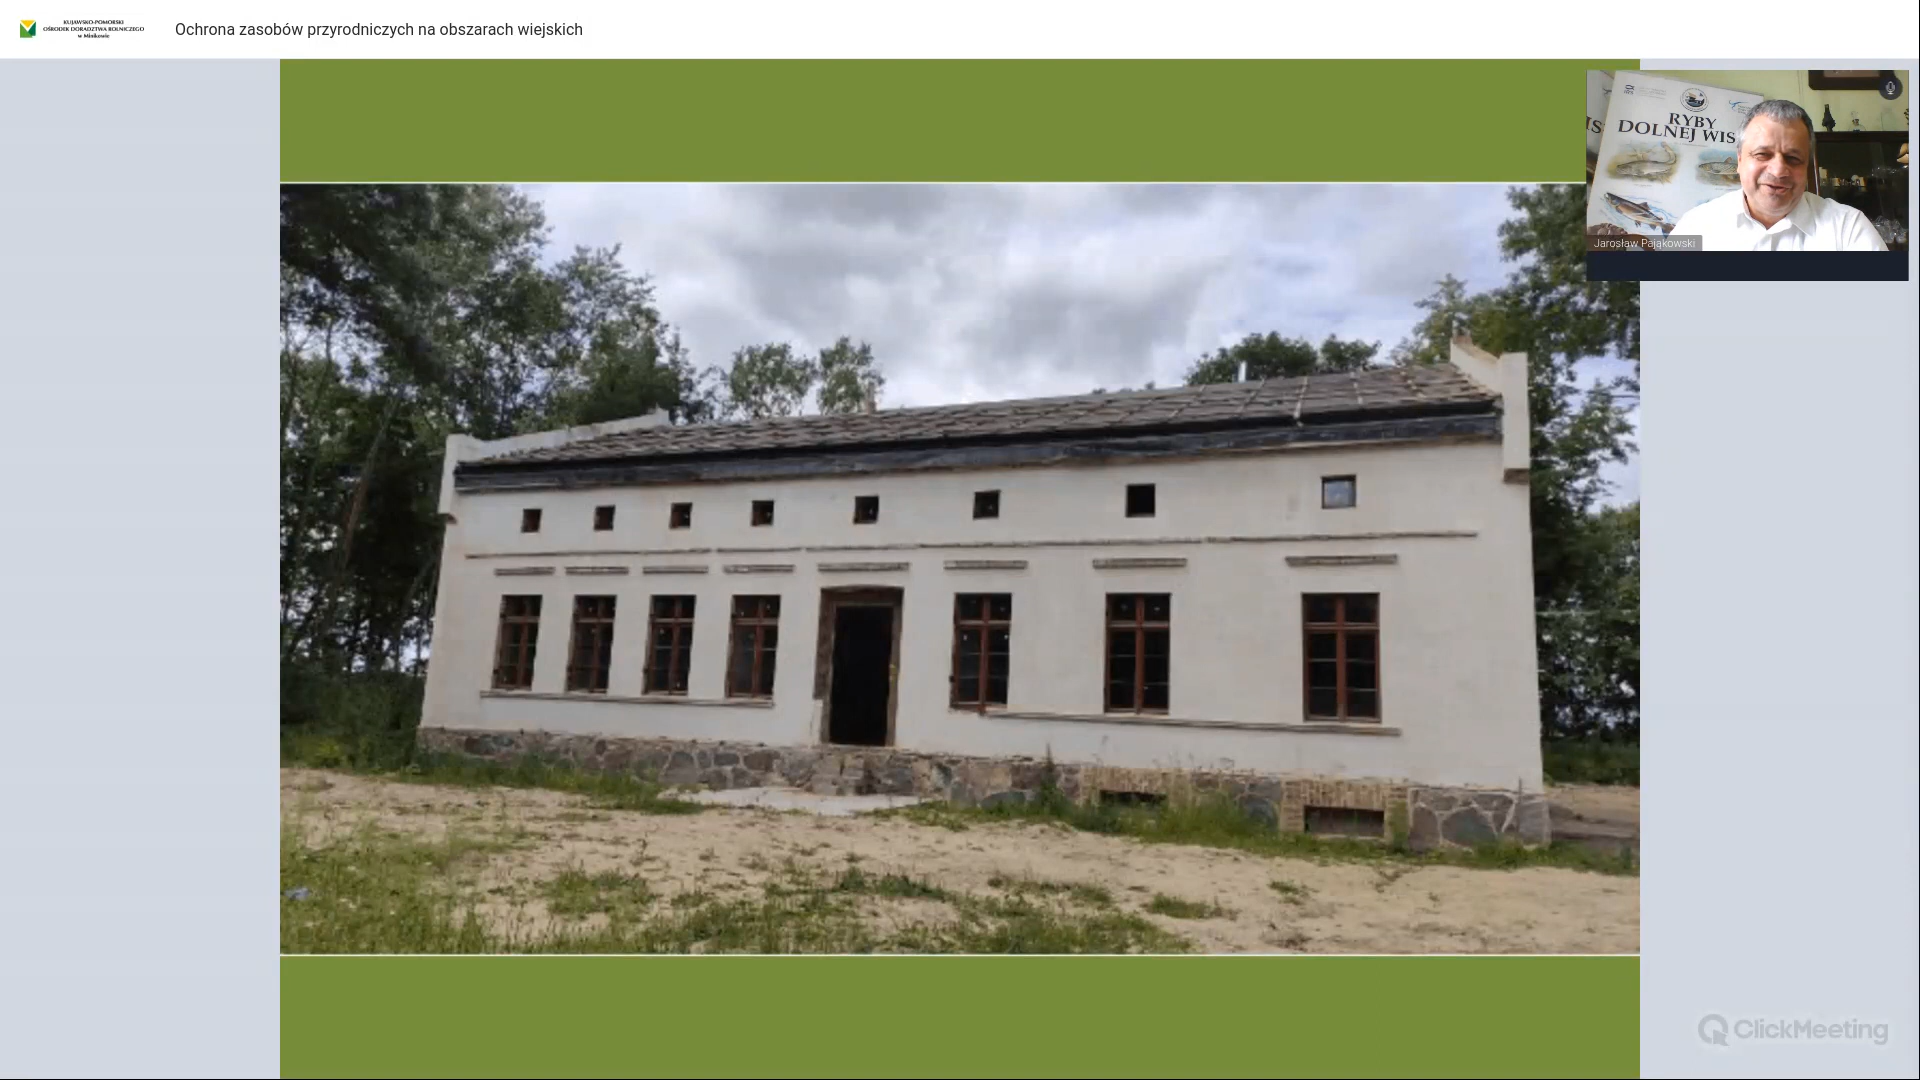 KUJAWSKO-POMORSKI
OŚRODEK DORADZTWA ROLNICZEGO
w Minikowie
Ochrona zasobów przyrodniczych na obszarach wiejskich
RYBY
DOLNEJ WIS
Jarosław Pająkowski
ClickMeeting